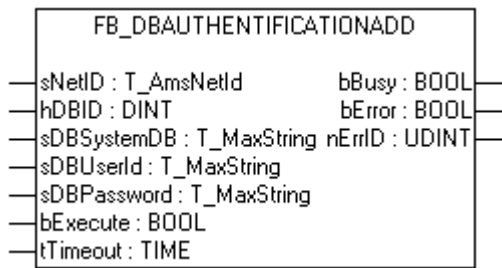 FB_DBAUTHENTIFICATIONADD
sNetID : T_AmsNetId bBusy : BOOL
hDBID : DINT bError : BOOL
sDBSystemDB : T_MaxString nErrID : UDINT
sDBUserId : T_MaxString
sDBPassword : T_MaxString
bExecute : BOOL
tTimeout : TIME